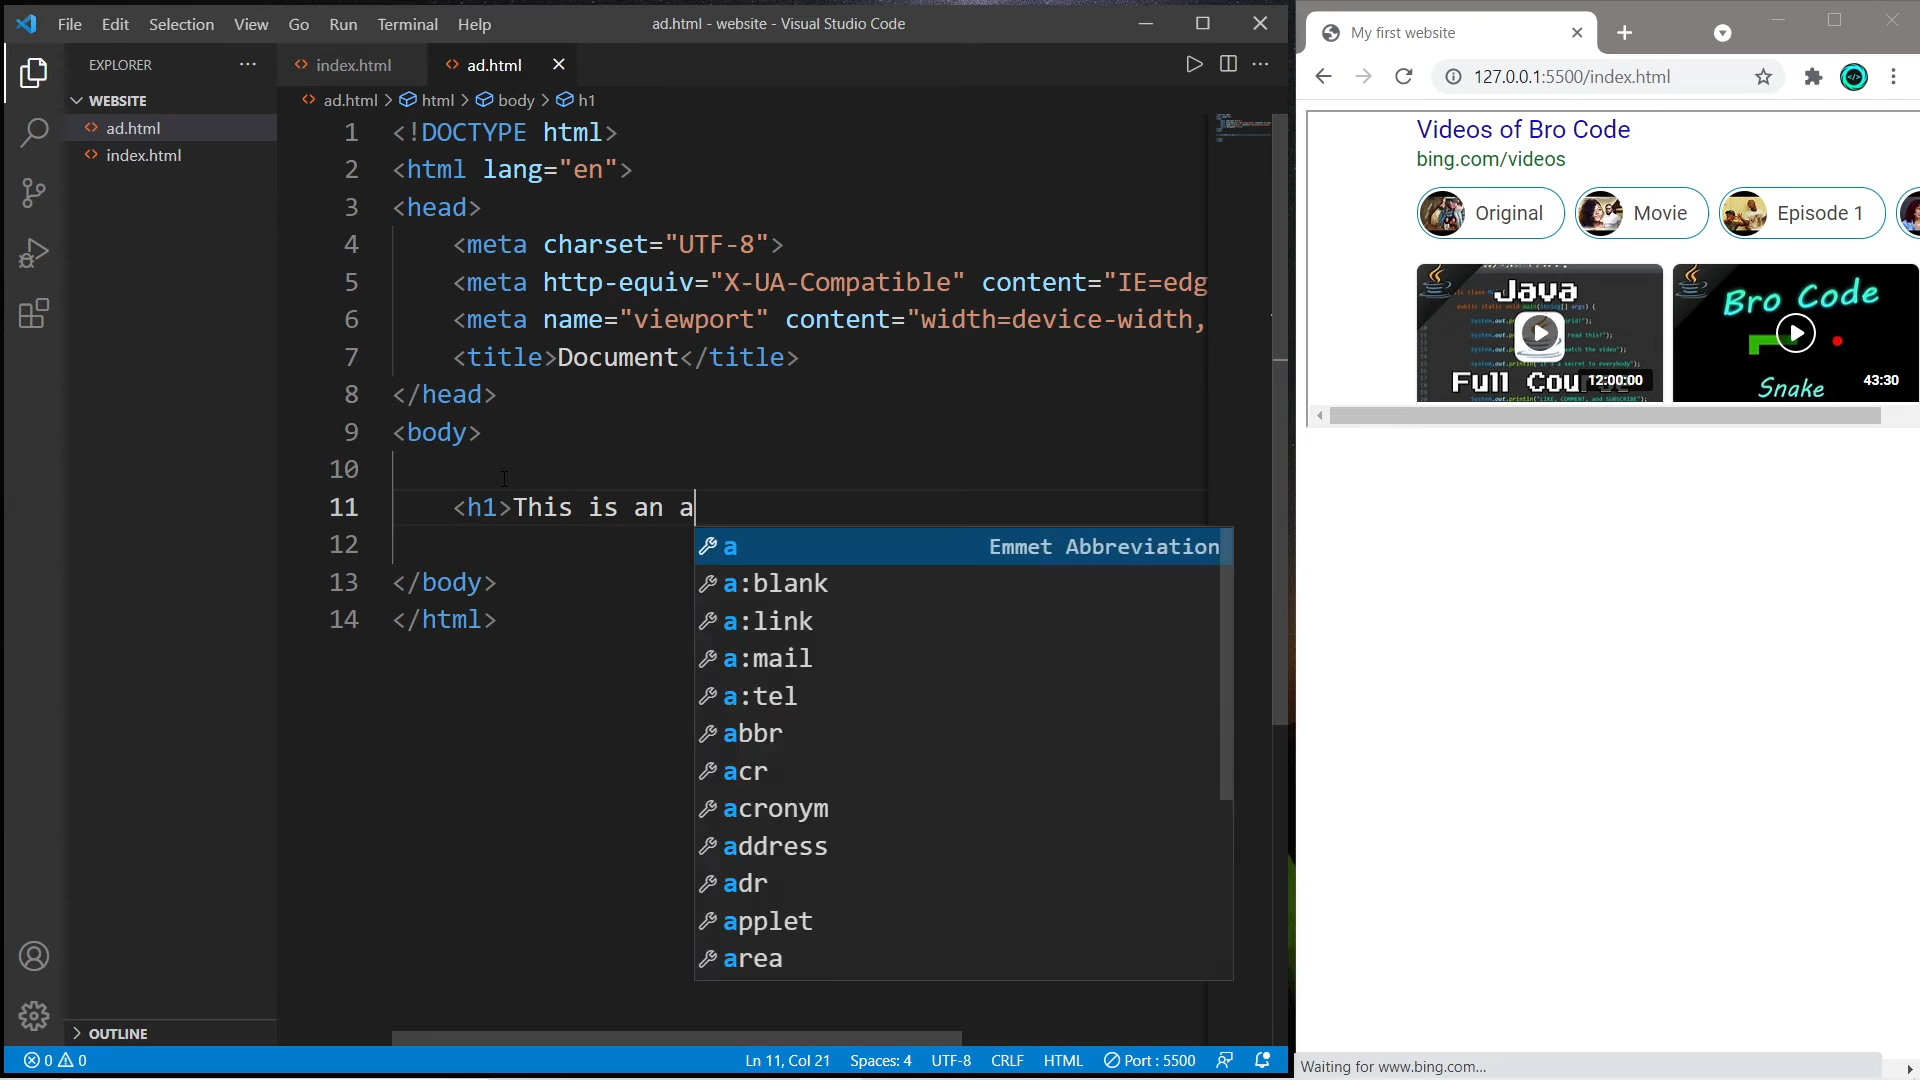 File Edit Selection View Go Run Terminal Help
ad.html - website - Visual Studio Code
EXPLORER
WEBSITE
ad.html
index.html
OUTLINE
index.html
ad.html
ad.html > html > body > h1
1 <!DOCTYPE html>
2 <html lang="en">
3 <head>
4 <meta charset="UTF-8">
5 <meta http-equiv="X-UA-Compatible" content="IE=edg
6 <meta name="viewport" content="width=device-width,
7 <title>Document</title>
8 </head>
9 <body>
10
11 <h1>This is an a
12
13 </body>
14 </html>
a Emmet Abbreviation
a:blank
a:link
a:mail
a:tel
abbr
acr
acronym
address
adr
applet
area
0 0
Ln 11, Col 21 Spaces: 4 UTF-8 CRLF HTML Port : 5500
My first website
127.0.0.1:5500/index.html
Videos of Bro Code
bing.com/videos
Original
Movie
Episode 1
Java
Full Cou
12:00:00
Bro Code
Snake
43:30
Waiting for www.bing.com...